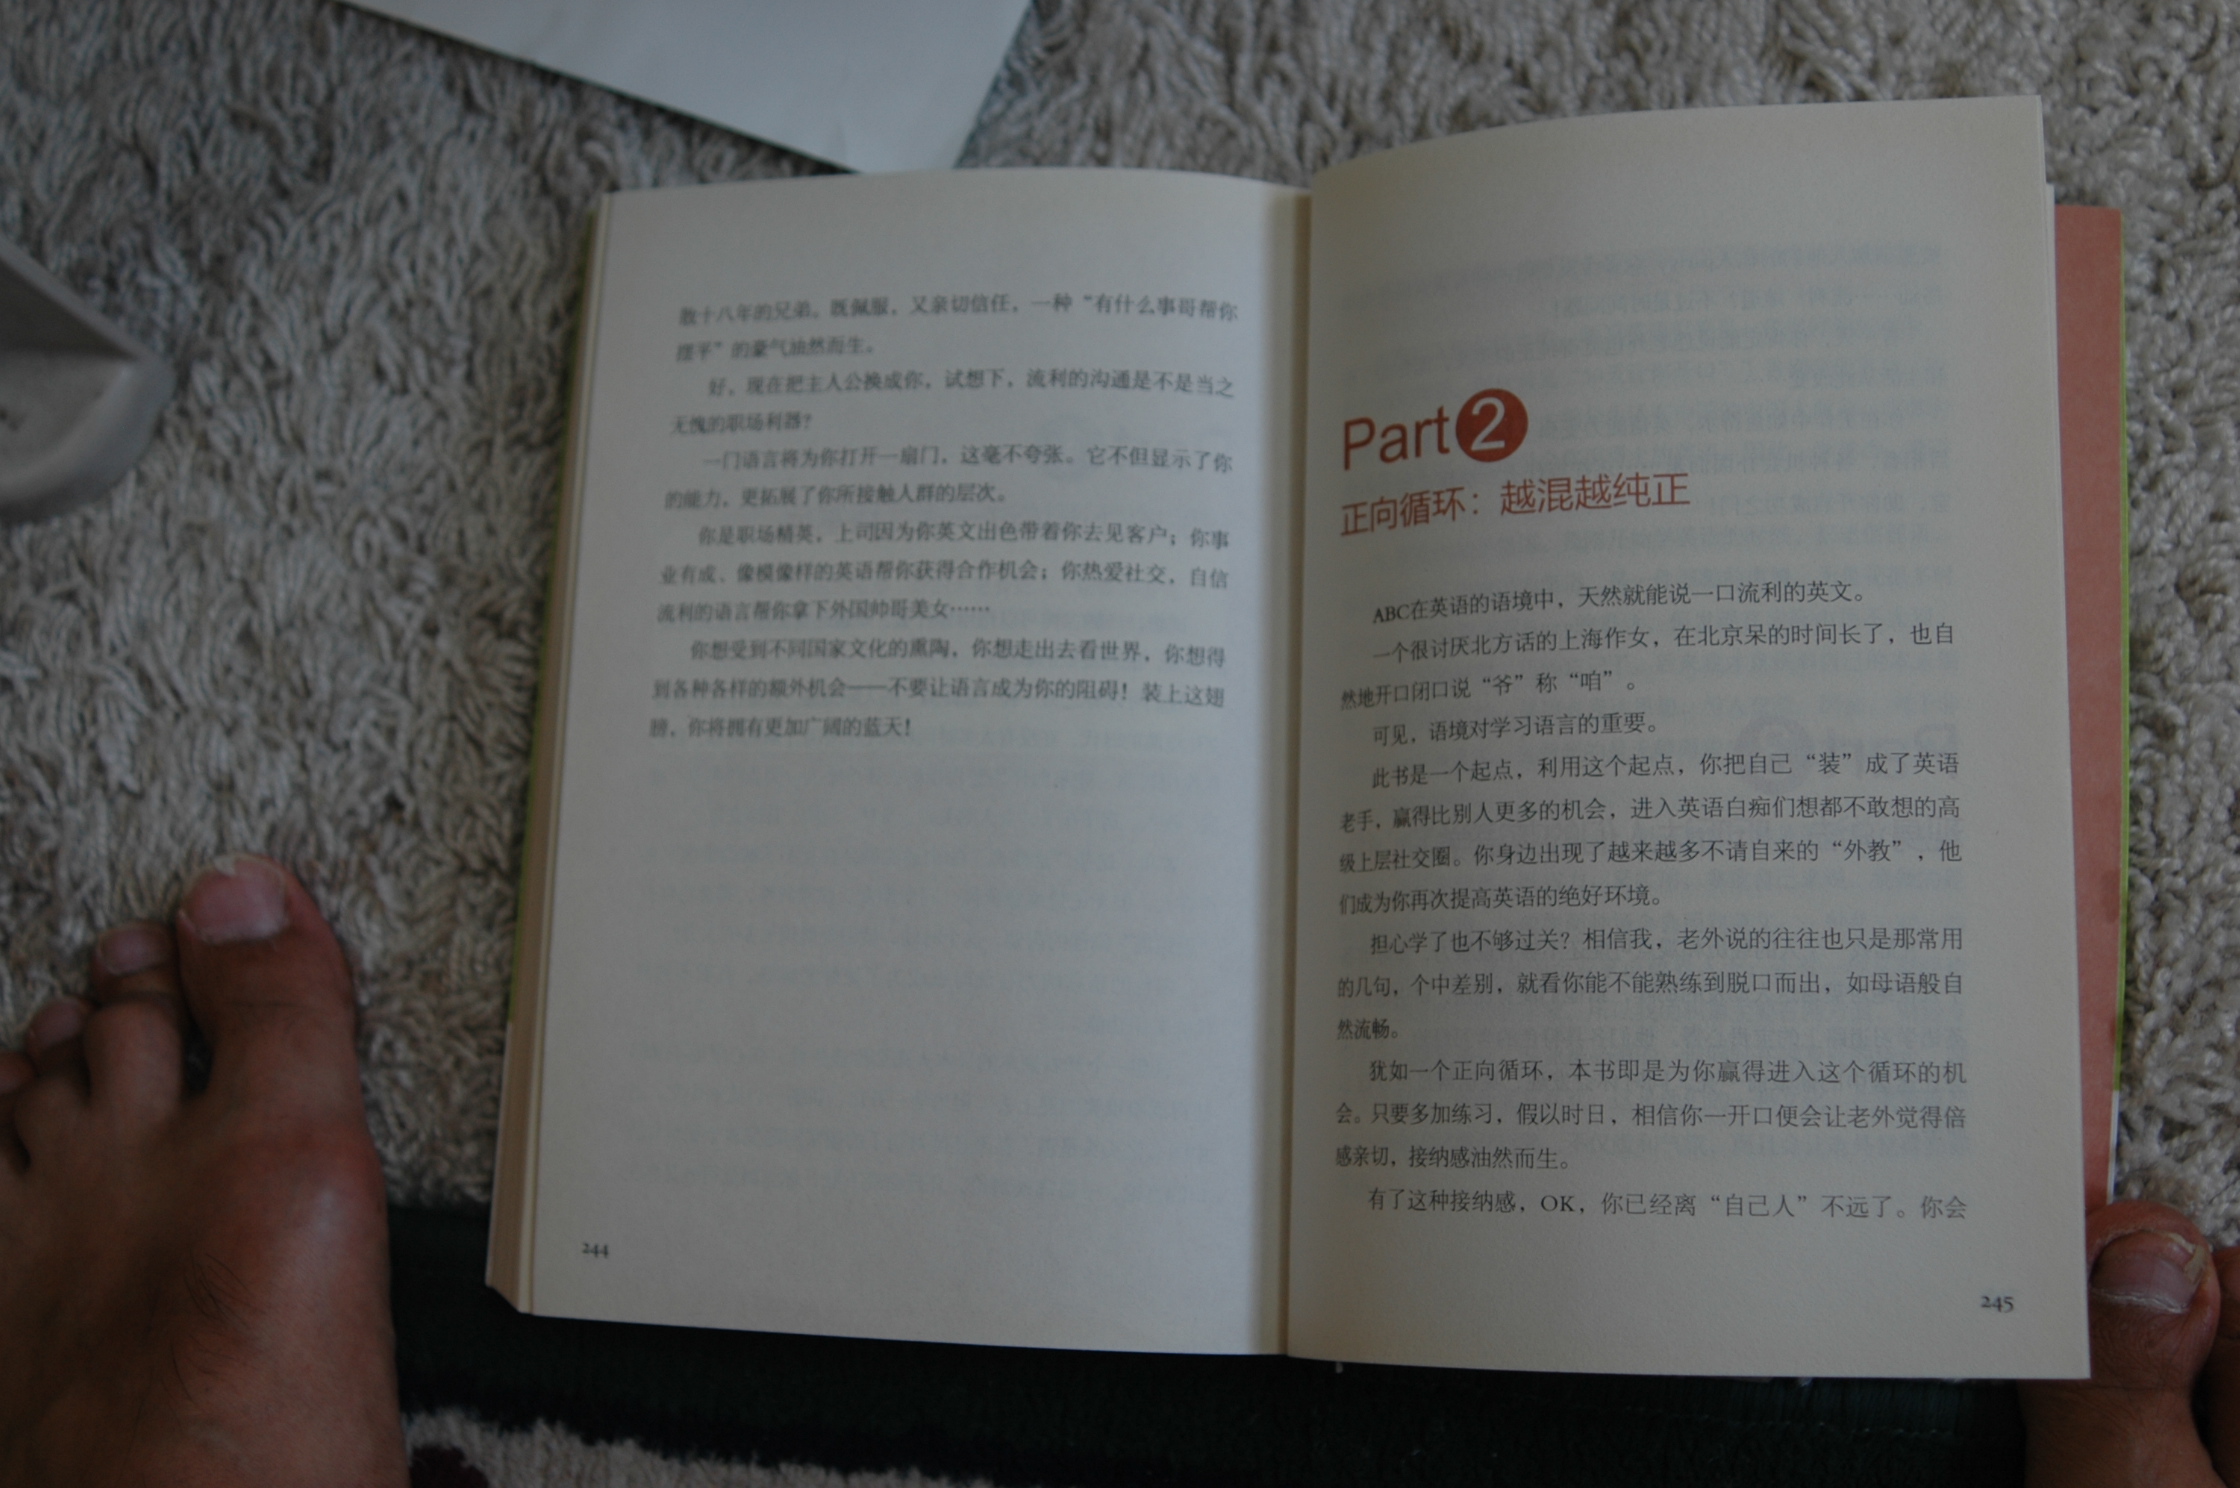 数十八年的兄弟。既佩服，又亲切信任，一种“有什么事哥帮你
摆平”的豪气油然而生。
好，现在把主人公换成你，试想下，流利的沟通是不是当之
无愧的职场利器？
一门语言将为你打开一扇门，这毫不夸张。它不但显示了你
的能力，更拓展了你所接触人群的层次。
你是职场精英，上司因为你英文出色带着你去见客户；你事
业有成，像模像样的英语帮你获得合作机会；你热爱社交，自信
流利的语言帮你拿下外国帅哥美女……
你想受到不同国家文化的熏陶，你想走出去看世界，你想得
到各种各样的额外机会——不要让语言成为你的阻碍！装上这翅
膀，你将拥有更加广阔的蓝天！
244
Part 2
正向循环：越混越纯正
ABC在英语的语境中，天然就能说一口流利的英文。
一个很讨厌北方话的上海作女，在北京呆的时间长了，也自
然地开口闭口说“爷”称“咱”。
可见，语境对学习语言的重要。
此书是一个起点，利用这个起点，你把自己“装”成了英语
老手，赢得比别人更多的机会，进入英语白痴们想都不敢想的高
级上层社交圈。你身边出现了越来越多不请自来的“外教”，他
们成为你再次提高英语的绝好环境。
担心学了也不够过关？相信我，老外说的往往也只是那常用
的几句，个中差别，就看你能不能熟练到脱口而出，如母语般自
然流畅。
犹如一个正向循环，本书即是为你赢得进入这个循环的机
会。只要多加练习，假以时日，相信你一开口便会让老外觉得倍
感亲切，接纳感油然而生。
有了这种接纳感，OK，你已经离“自己人”不远了。你会
245